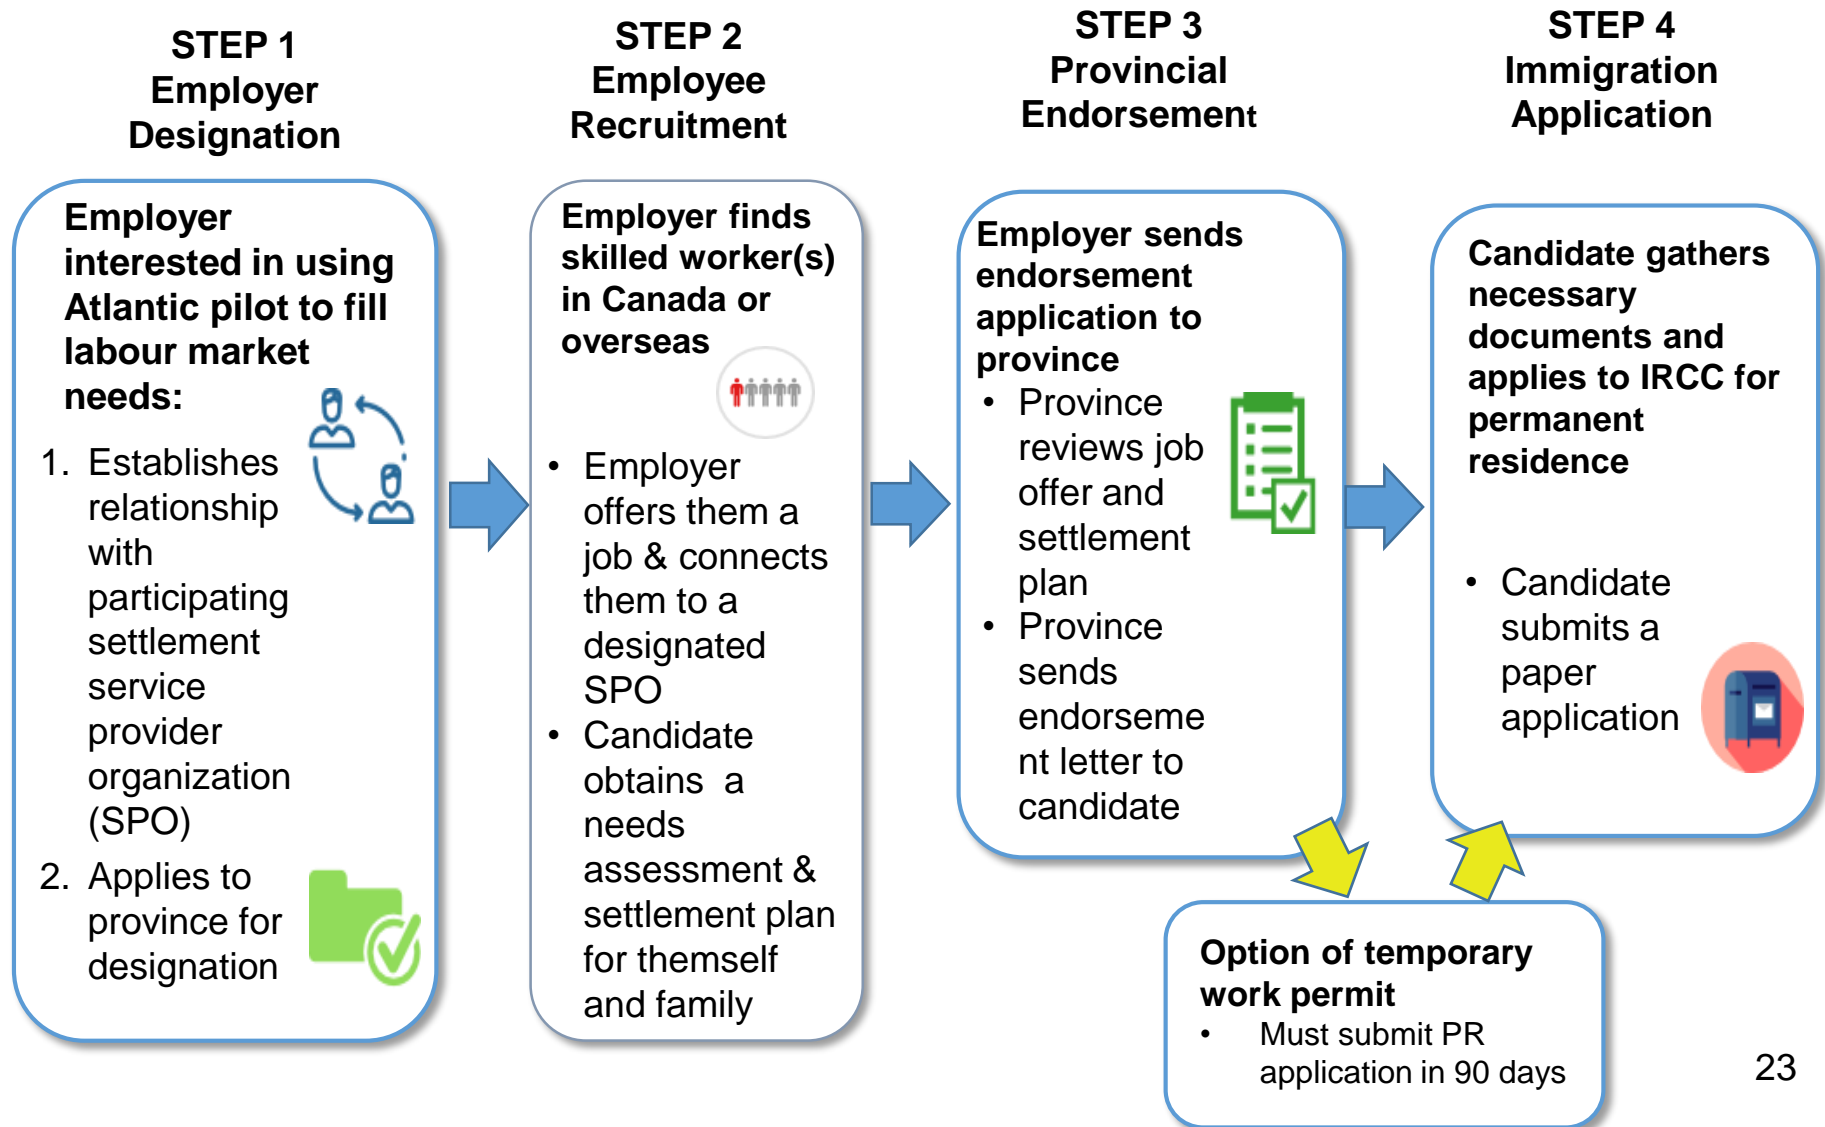 STEP 1
Employer
Designation
Employer
interested in using
Atlantic pilot to fill
labour market
needs:
1. Establishes
relationship
with
participating
settlement
service
provider
organization
(SPO)
2. Applies to
province for
designation
STEP 2
Employee
Recruitment
Employer finds
skilled worker(s)
in Canada or
overseas
• Employer
offers them a
job & connects
them to a
designated
SPO
• Candidate
obtains a
needs
assessment &
settlement plan
for themself
and family
STEP 3
Provincial
Endorsement
Employer sends
endorsement
application to
province
• Province
reviews job
offer and
settlement
plan
• Province
sends
endorseme
nt letter to
candidate
STEP 4
Immigration
Application
Candidate gathers
necessary
documents and
applies to IRCC for
permanent
residence
• Candidate
submits a
paper
application
Option of temporary
work permit
• Must submit PR
application in 90 days
23